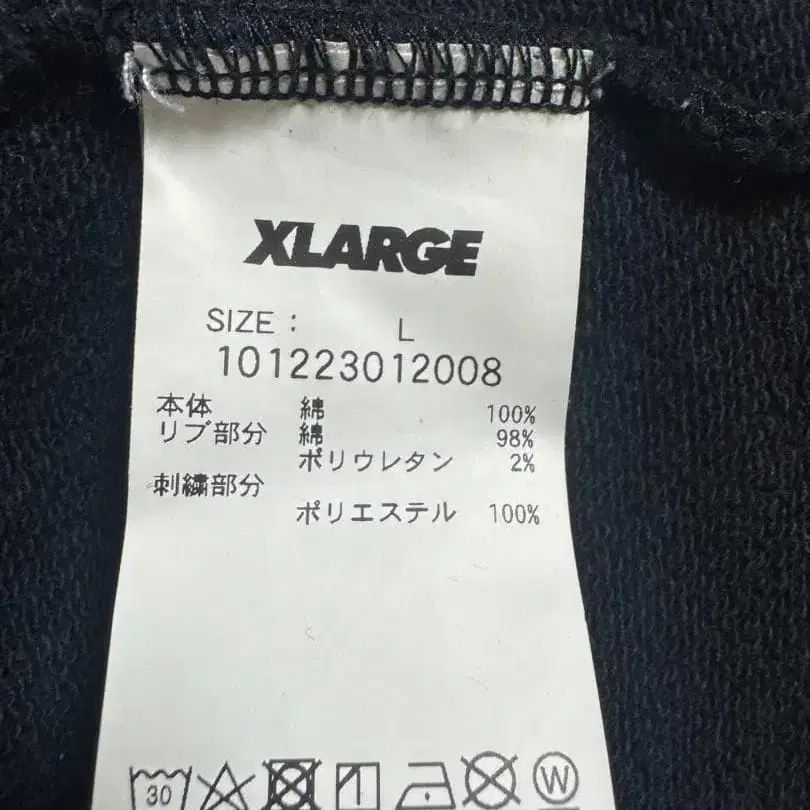 XLARGE
SIZE : L
101223012008
本体 綿 100%
リブ部分 綿 98%
ポリウレタン 2%
刺繍部分
ポリエステル 100%
30 W